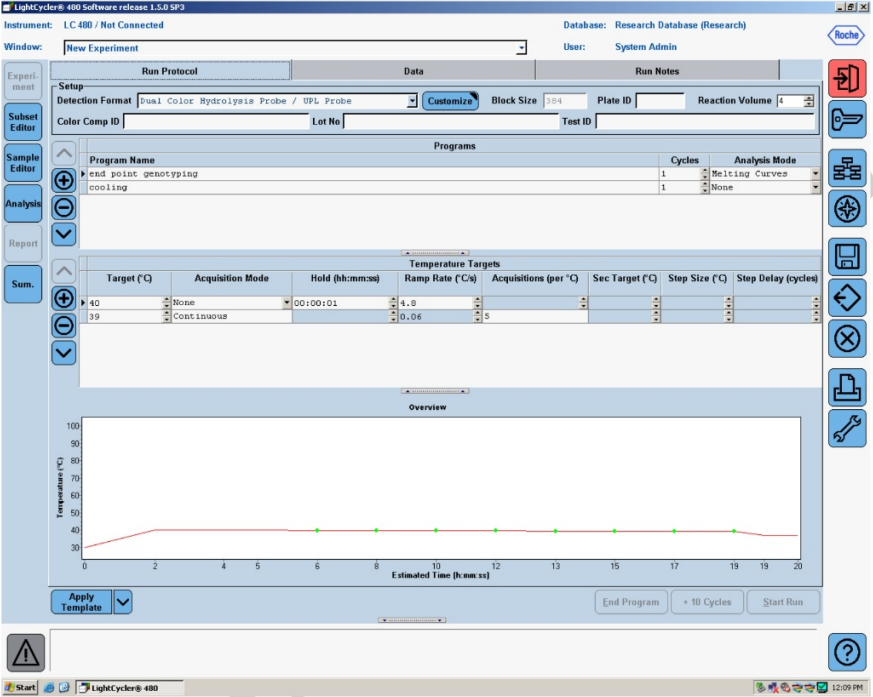 LightCycler® 480 Software release 1.5.0 SP3
Instrument: LC 480 / Not Connected Database: Research Database (Research)
Window: New Experiment User: System Admin
Roche
Experi-
ment
Subset
Editor
Sample
Editor
Analysis
Report
Sum.
Run Protocol Data Run Notes
Setup
Detection Format Dual Color Hydrolysis Probe / UPL Probe Customize Block Size 384 Plate ID Reaction Volume 4
Color Comp ID Lot No Test ID
Programs
Program Name Cycles Analysis Mode
end point genotyping 1 Melting Curves
cooling 1 None
Temperature Targets
Target (°C) Acquisition Mode Hold (hh:mm:ss) Ramp Rate (°C/s) Acquisitions (per °C) Sec Target (°C) Step Size (°C) Step Delay (cycles)
40 None 00:00:01 4.8
39 Continuous 0.06 5
Overview
Temperature (°C)
100
90
80
70
60
50
40
30
0 2 4 5 6 8 10 12 13 15 17 19 19 20
Estimated Time (h:mm:ss)
Apply
Template
End Program + 10 Cycles Start Run
Start LightCycler® 480 12:09 PM